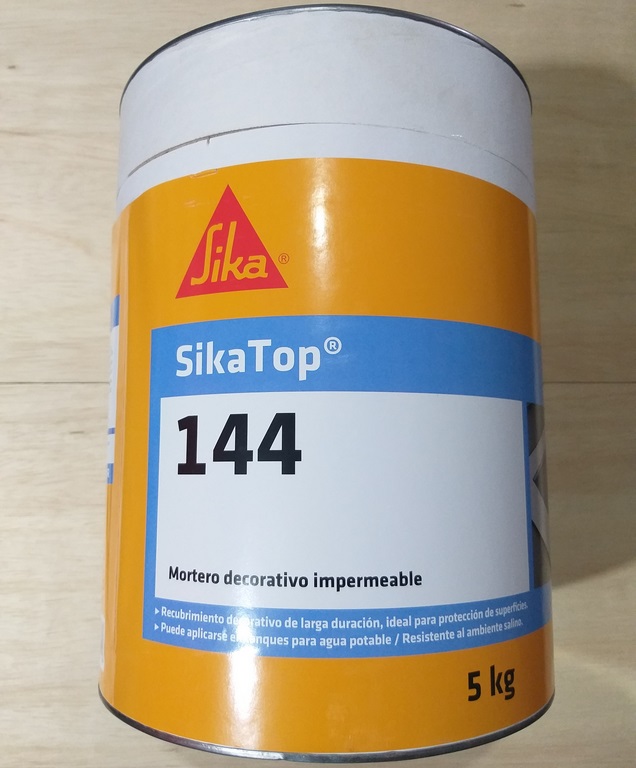 Sika®
SikaTop®
144
Mortero decorativo impermeable
▸ Recubrimiento decorativo de larga duración, ideal para protección de superficies.
▸ Puede aplicarse en tanques para agua potable / Resistente al ambiente salino.
5 kg